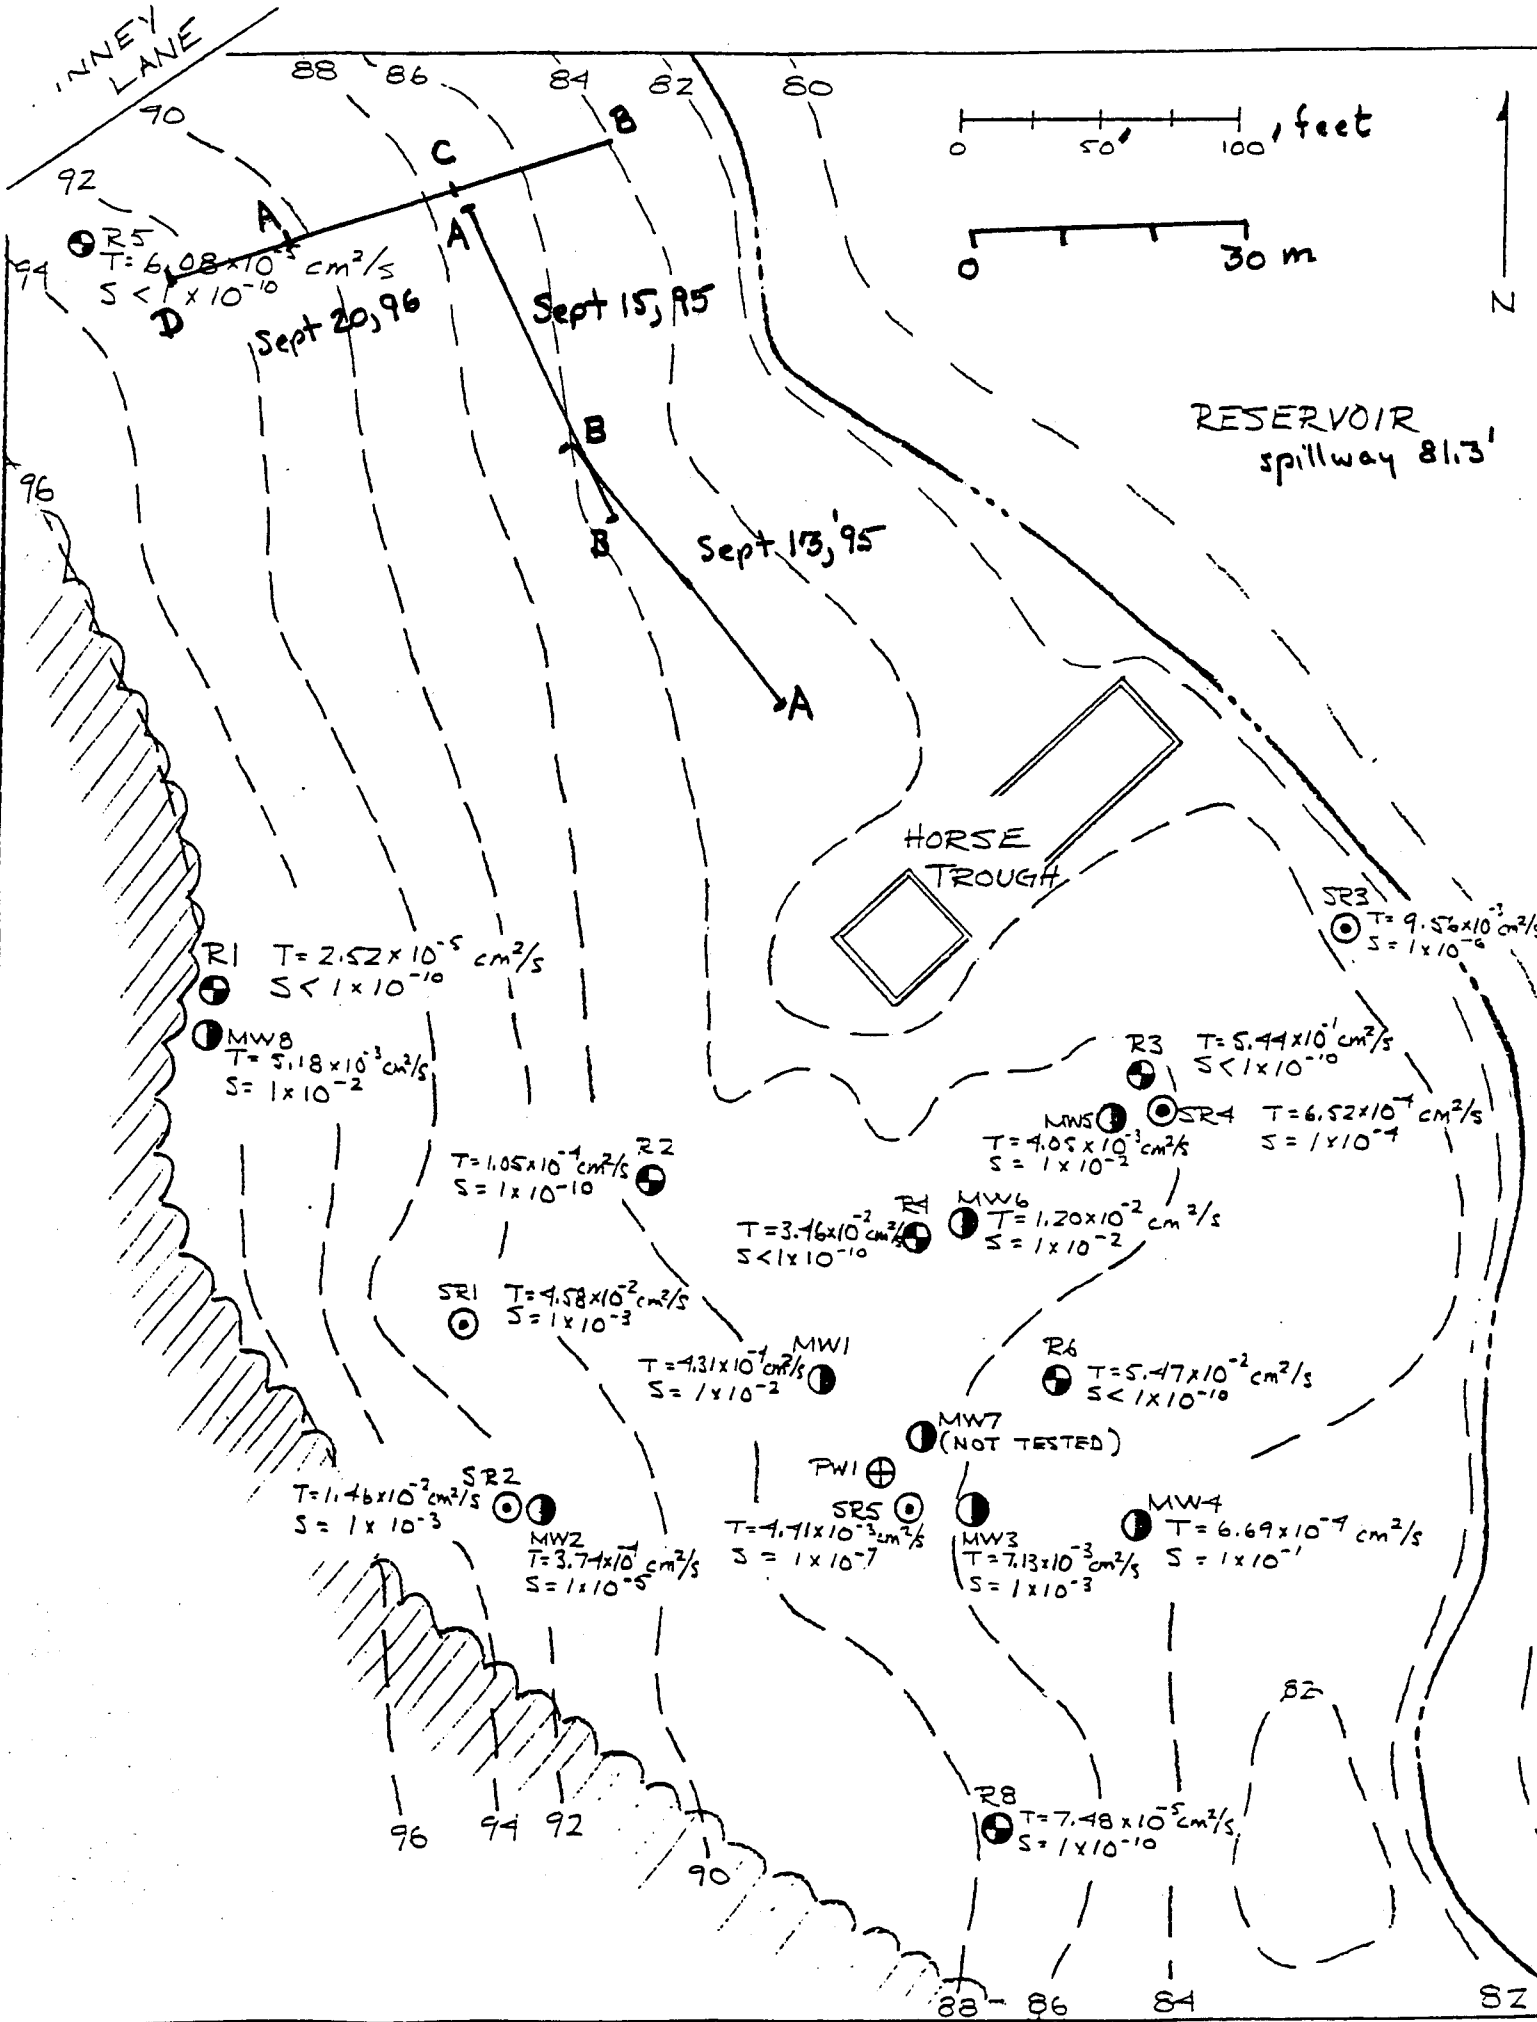 INNEY
LANE
88
86
84
82
80
90
92
94
96
C
B
A
A
D
0 50' 100' feet
0 30 m
N
R5
T= 6.08×10⁻⁵ cm²/s
S < 1 × 10⁻¹⁰
Sept 20, 96
Sept 15, 95
B
B
Sept 13, '95
A
RESERVOIR
spillway 81.3'
HORSE
TROUGH
SR3
T= 9.56×10⁻³ cm²/s
S= 1×10⁻⁶
R1
T= 2.52×10⁻⁵ cm²/s
S < 1×10⁻¹⁰
MW8
T= 5.18×10⁻³ cm²/s
S= 1×10⁻²
R3
T= 5.44×10⁻¹ cm²/s
S < 1×10⁻¹⁰
MW5
T= 4.05×10⁻³ cm²/s
S= 1×10⁻²
SR4
T= 6.52×10⁻⁴ cm²/s
S= 1×10⁻⁴
R2
T= 1.05×10⁻⁴ cm²/s
S= 1×10⁻¹⁰
R4
T= 3.46×10⁻² cm²/s
S < 1×10⁻¹⁰
MW6
T= 1.20×10⁻² cm²/s
S= 1×10⁻²
SR1
T= 4.58×10⁻² cm²/s
S= 1×10⁻³
MW1
T= 4.31×10⁻⁴ cm²/s
S= 1×10⁻²
R6
T= 5.47×10⁻² cm²/s
S < 1×10⁻¹⁰
MW7
(NOT TESTED)
PW1
SR2
T= 1.46×10⁻² cm²/s
S= 1×10⁻³
MW2
T= 3.74×10⁻⁴ cm²/s
S= 1×10⁻⁵
SR5
T= 4.41×10⁻³ cm²/s
S= 1×10⁻⁷
MW3
T= 7.13×10⁻³ cm²/s
S= 1×10⁻³
MW4
T= 6.69×10⁻⁴ cm²/s
S= 1×10⁻¹
82
R8
T= 7.48×10⁻⁵ cm²/s
S= 1×10⁻¹⁰
96
94
92
90
88
86
84
82